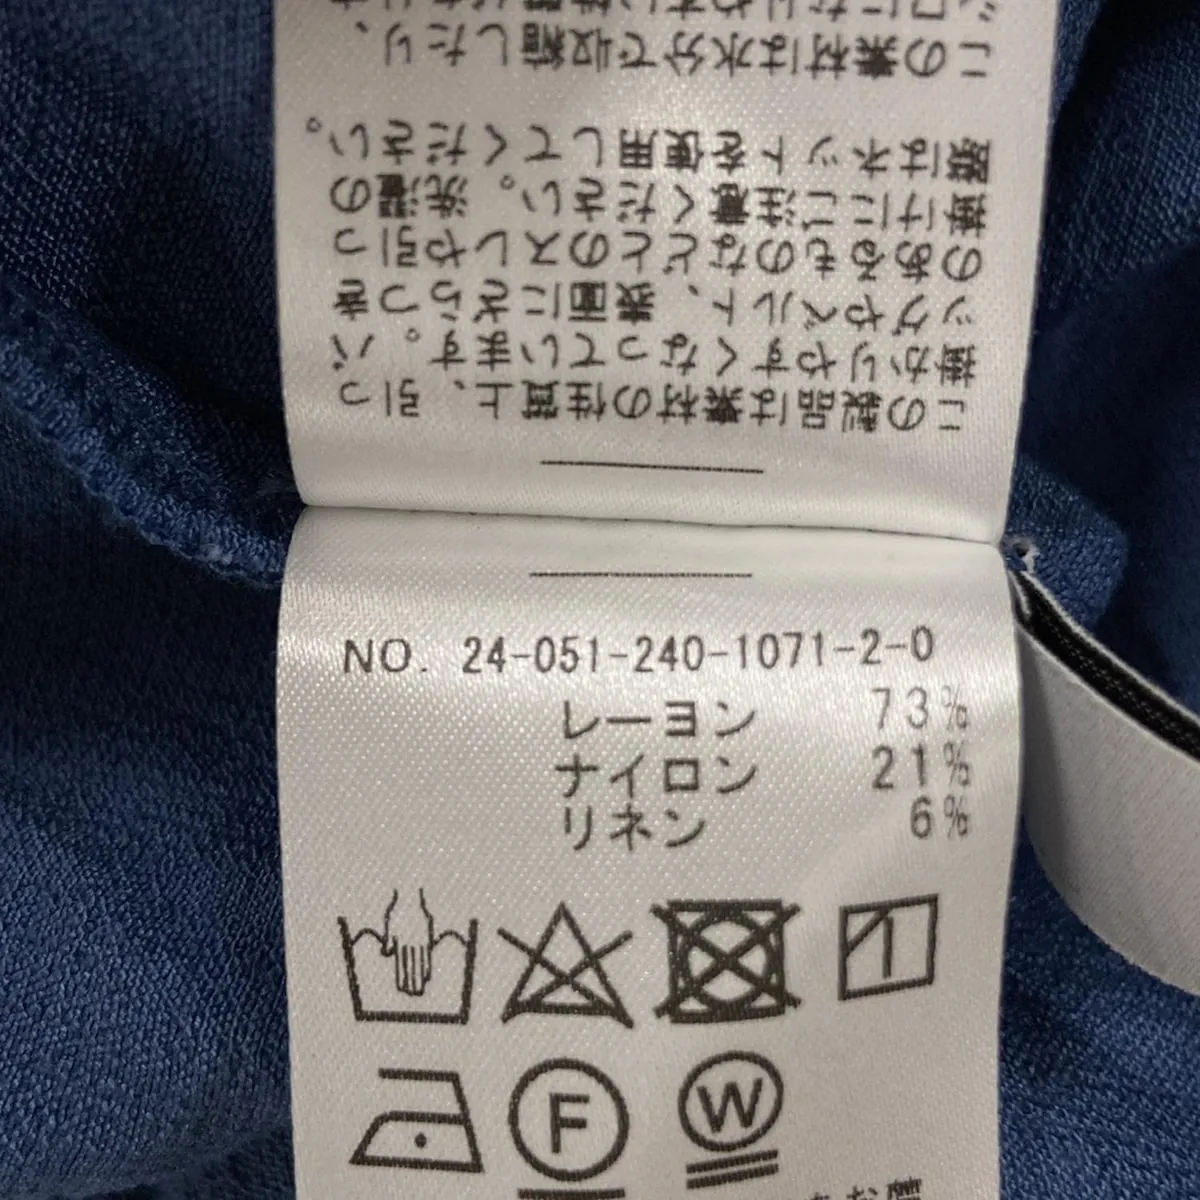 この製品は素材の性質上、引っ
掛かりやすくなっています。バ
ッグやベルト、表面にざらつき
のあるものなどとのスレや引っ
掛けにご注意ください。洗濯の
際はネットを使用してください。
この素材は水分で収縮したり、
NO. 24-051-240-1071-2-0
レーヨン 73%
ナイロン 21%
リネン 6%
F
W